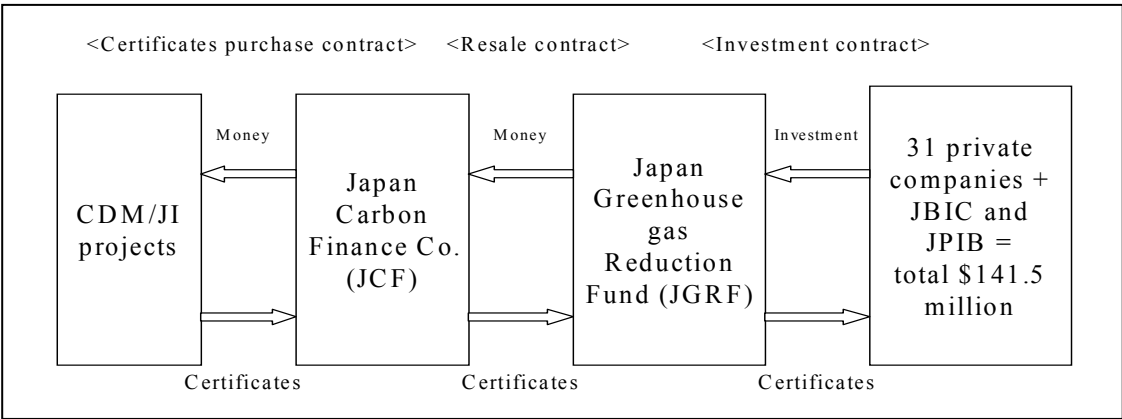 <Certificates purchase contract> <Resale contract> <Investment contract>
Money
Money
Investment
CDM/JI
projects
Japan
Carbon
Finance Co.
(JCF)
Japan
Greenhouse
gas
Reduction
Fund (JGRF)
31 private
companies +
JBIC and
JPIB =
total $141.5
million
Certificates
Certificates
Certificates